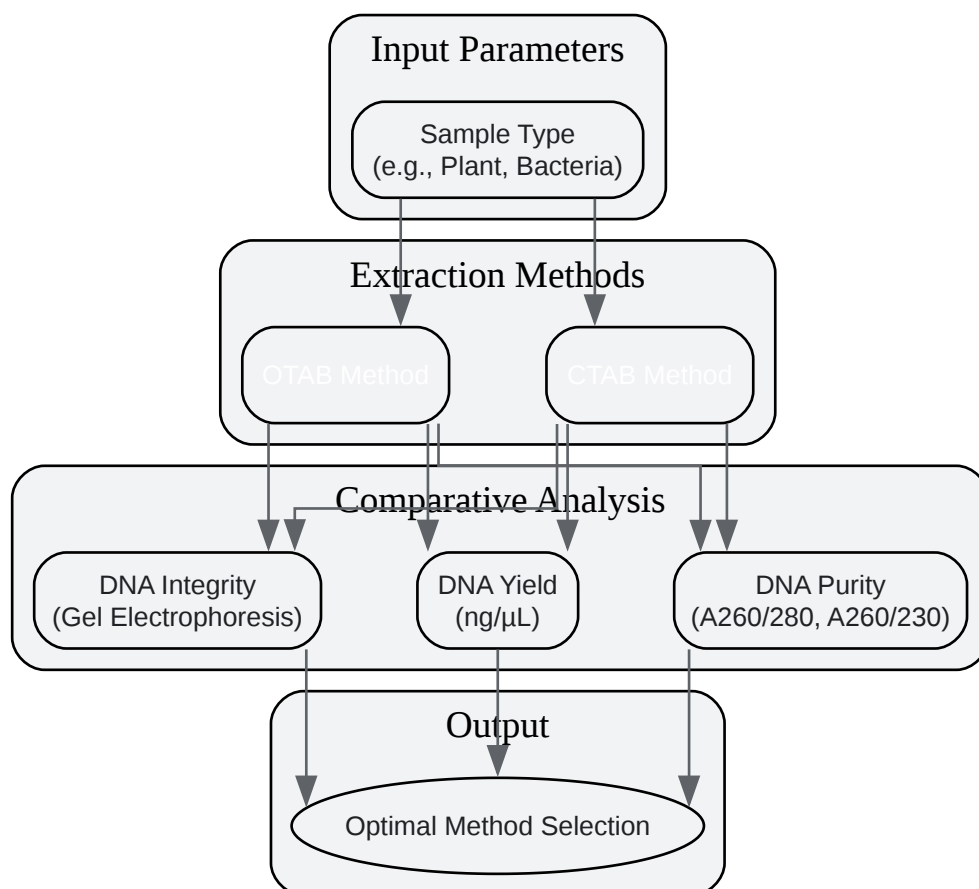 Input Parameters
Sample Type
(e.g., Plant, Bacteria)
Extraction Methods
OTAB Method
CTAB Method
Comparative Analysis
DNA Integrity
(Gel Electrophoresis)
DNA Yield
(ng/µL)
DNA Purity
(A260/280, A260/230)
Output
Optimal Method Selection